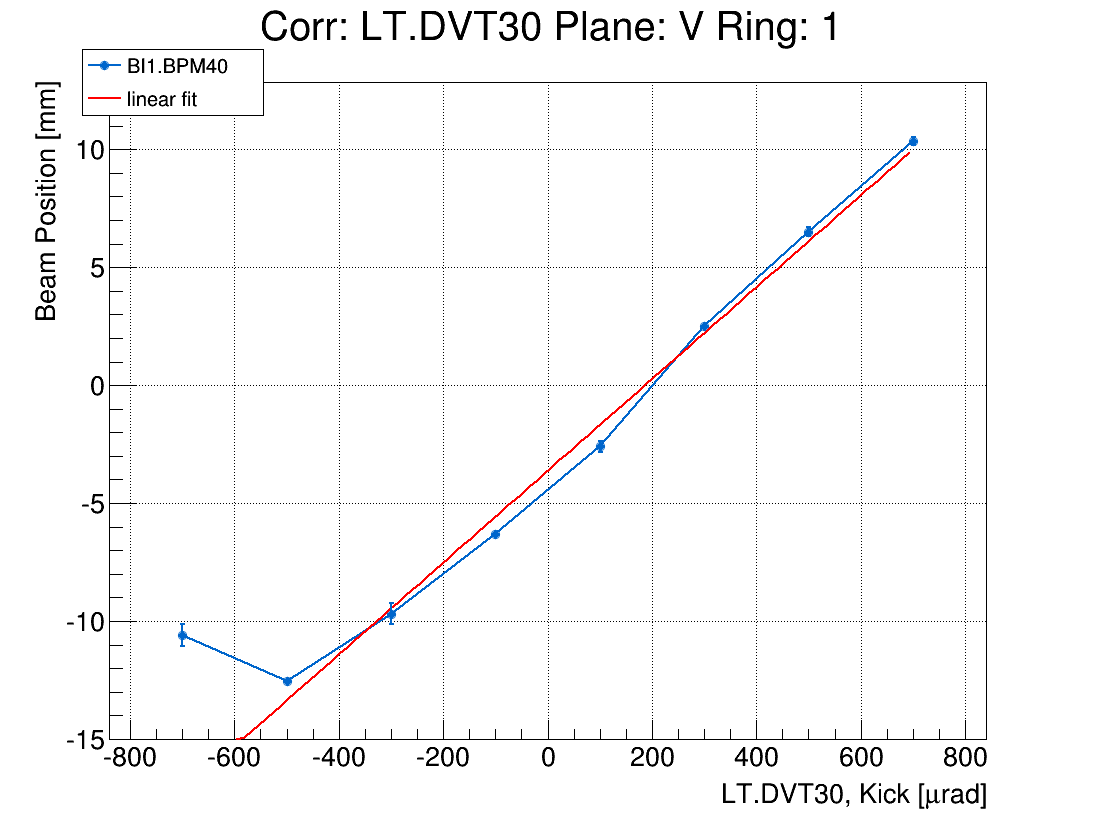 Corr: LT.DVT30 Plane: V Ring: 1
BI1.BPM40
linear fit
Beam Position [mm]
10
5
0
-5
-10
-15
-800 -600 -400 -200 0 200 400 600 800
LT.DVT30, Kick [μrad]